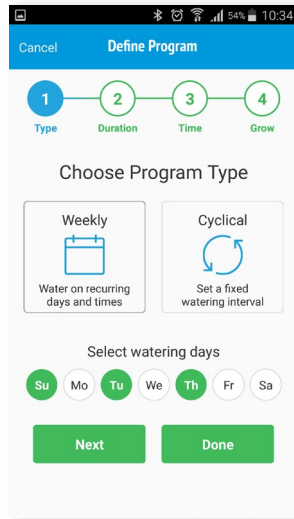 54% 10:34
Cancel Define Program
1 2 3 4
Type Duration Time Grow
Choose Program Type
Weekly Cyclical
Water on recurring Set a fixed
days and times watering interval
Select watering days
Su Mo Tu We Th Fr Sa
Next Done